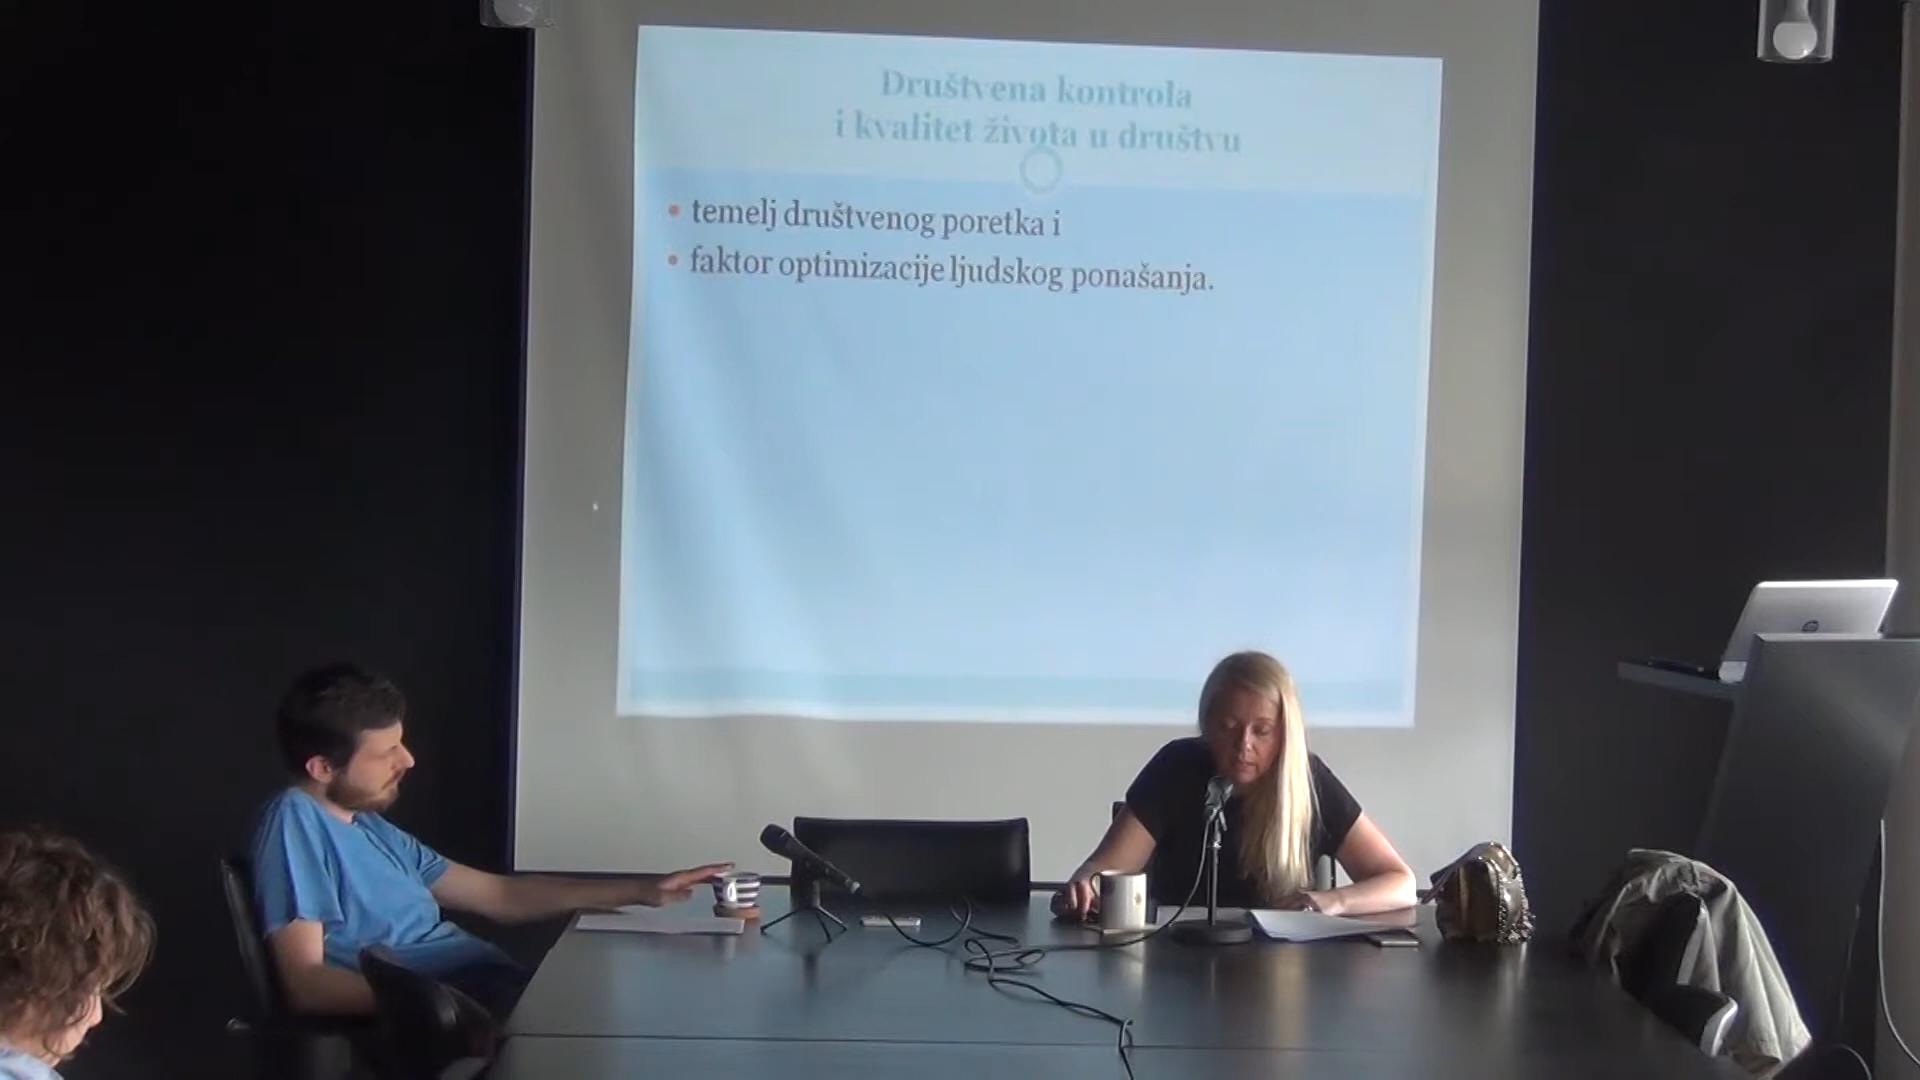 Društvena kontrola
i kvalitet života u društvu
• temelj društvenog poretka i
• faktor optimizacije ljudskog ponašanja.